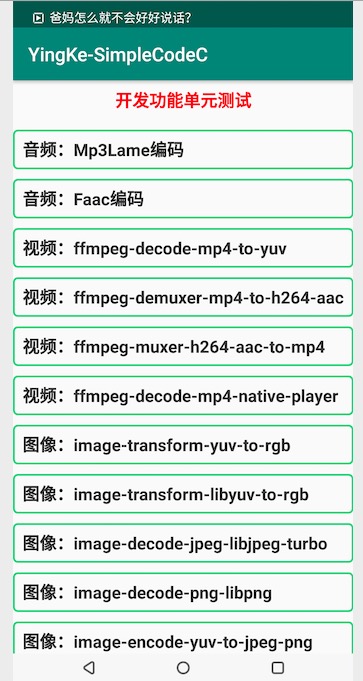 爸妈怎么就不会好好说话?
YingKe-SimpleCodeC
开发功能单元测试
音频：Mp3Lame编码
音频：Faac编码
视频：ffmpeg-decode-mp4-to-yuv
视频：ffmpeg-demuxer-mp4-to-h264-aac
视频：ffmpeg-muxer-h264-aac-to-mp4
视频：ffmpeg-decode-mp4-native-player
图像：image-transform-yuv-to-rgb
图像：image-transform-libyuv-to-rgb
图像：image-decode-jpeg-libjpeg-turbo
图像：image-decode-png-libpng
图像：image-encode-yuv-to-jpeg-png